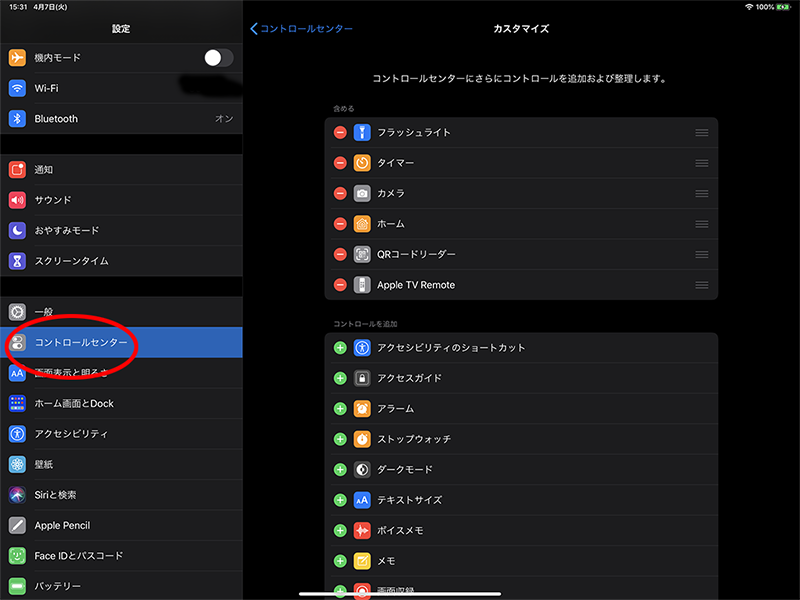 15:31 4月7日(火)
100%
設定
機内モード
Wi-Fi
Bluetooth
オン
通知
サウンド
おやすみモード
スクリーンタイム
一般
コントロールセンター
画面表示と明るさ
ホーム画面とDock
アクセシビリティ
壁紙
Siriと検索
Apple Pencil
Face IDとパスコード
バッテリー
コントロールセンター
カスタマイズ
コントロールセンターにさらにコントロールを追加および整理します。
含める
フラッシュライト
タイマー
カメラ
ホーム
QRコードリーダー
Apple TV Remote
コントロールを追加
アクセシビリティのショートカット
アクセスガイド
アラーム
ストップウォッチ
ダークモード
テキストサイズ
ボイスメモ
メモ
画面収録